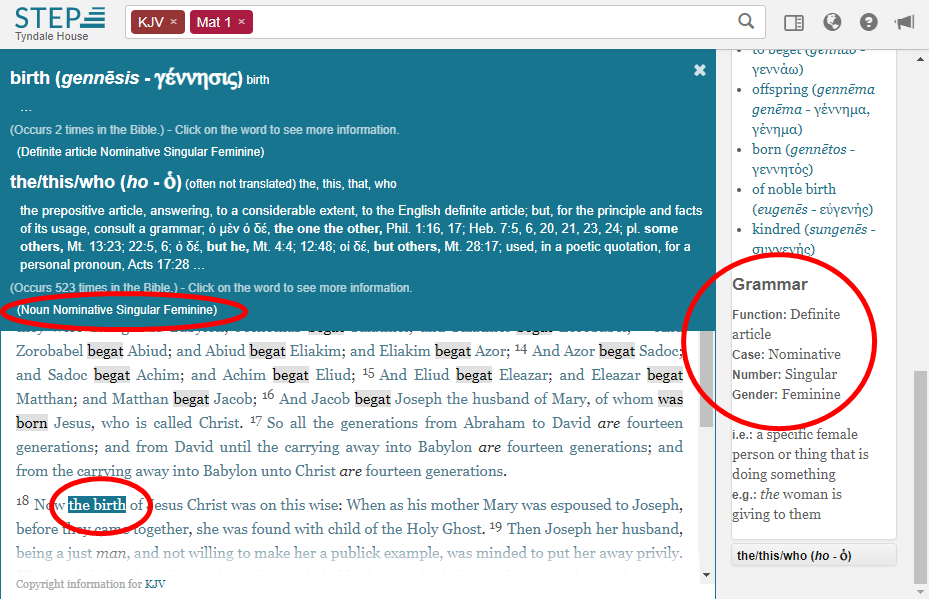 STEP
Tyndale House
KJV × Mat 1 ×
birth (gennēsis - γέννησις) birth
...
(Occurs 2 times in the Bible.) - Click on the word to see more information.
(Definite article Nominative Singular Feminine)
the/this/who (ho - ὁ) (often not translated) the, this, that, who
the prepositive article, answering, to a considerable extent, to the English definite article; but, for the principle and facts
of its usage, consult a grammar; ὁ μὲν ὁ δέ, the one the other, Phil. 1:16, 17; Heb. 7:5, 6, 20, 21, 23, 24; pl. some
others, Mt. 13:23; 22:5, 6; ὁ δέ, but he, Mt. 4:4; 12:48; οἱ δέ, but others, Mt. 28:17; used, in a poetic quotation, for a
personal pronoun, Acts 17:28 ...
(Occurs 523 times in the Bible.) - Click on the word to see more information.
(Noun Nominative Singular Feminine)
Zorobabel begat Abiud; and Abiud begat Eliakim; and Eliakim begat Azor; 14 And Azor begat Sadoc;
and Sadoc begat Achim; and Achim begat Eliud; 15 And Eliud begat Eleazar; and Eleazar begat
Matthan; and Matthan begat Jacob; 16 And Jacob begat Joseph the husband of Mary, of whom was
born Jesus, who is called Christ. 17 So all the generations from Abraham to David are fourteen
generations; and from David until the carrying away into Babylon are fourteen generations; and
from the carrying away into Babylon unto Christ are fourteen generations.
18 Now the birth of Jesus Christ was on this wise: When as his mother Mary was espoused to Joseph,
before they came together, she was found with child of the Holy Ghost. 19 Then Joseph her husband,
being a just man, and not willing to make her a publick example, was minded to put her away privily.
Copyright information for KJV
to beget (gennaō -
γεννάω)
offspring (gennēma
genēma - γέννημα,
γένημα)
born (gennētos -
γεννητός)
of noble birth
(eugenēs - εὐγενής)
kindred (sungenēs -
συγγενής)
Grammar
Function: Definite
article
Case: Nominative
Number: Singular
Gender: Feminine
i.e.: a specific female
person or thing that is
doing something
e.g.: the woman is
giving to them
the/this/who (ho - ὁ)